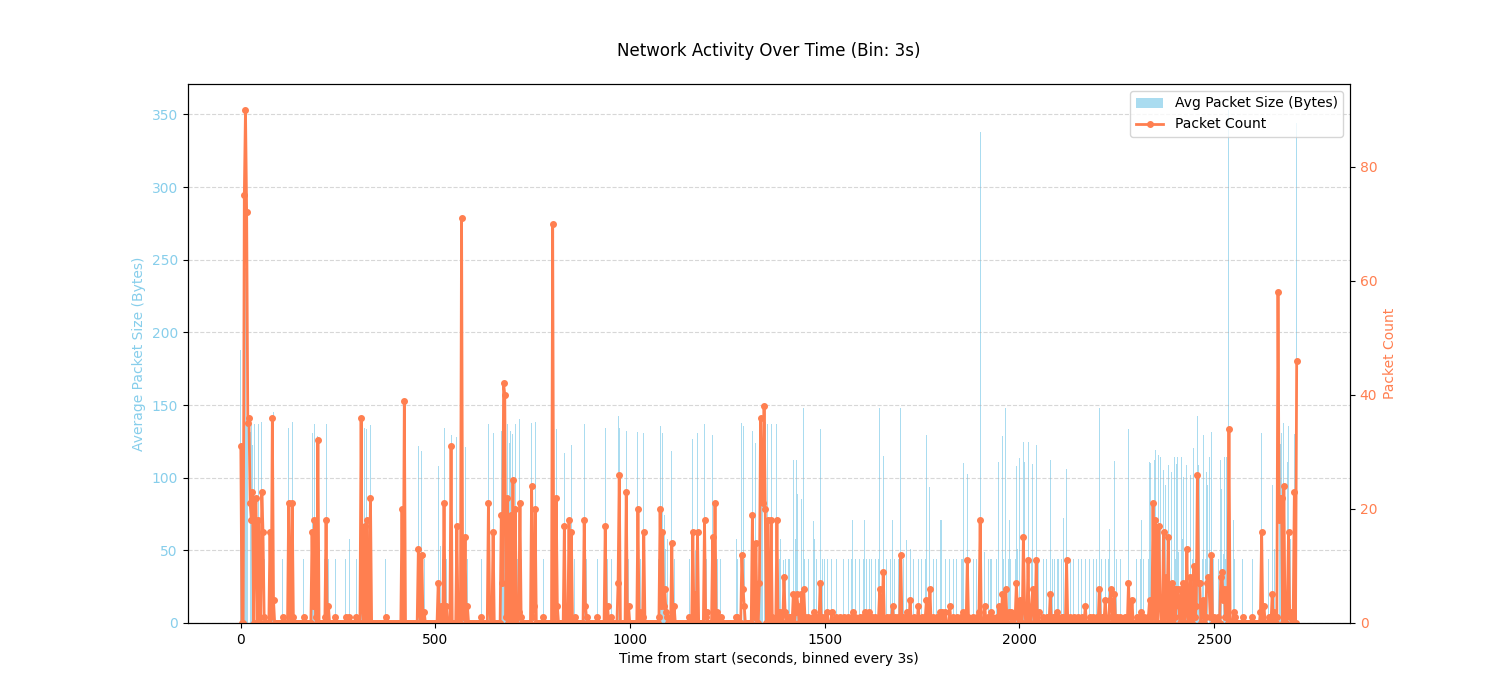 Network Activity Over Time (Bin: 3s)
Avg Packet Size (Bytes)
Packet Count
350
300
250
200
150
100
50
0
Average Packet Size (Bytes)
80
60
40
20
0
Packet Count
0 500 1000 1500 2000 2500
Time from start (seconds, binned every 3s)